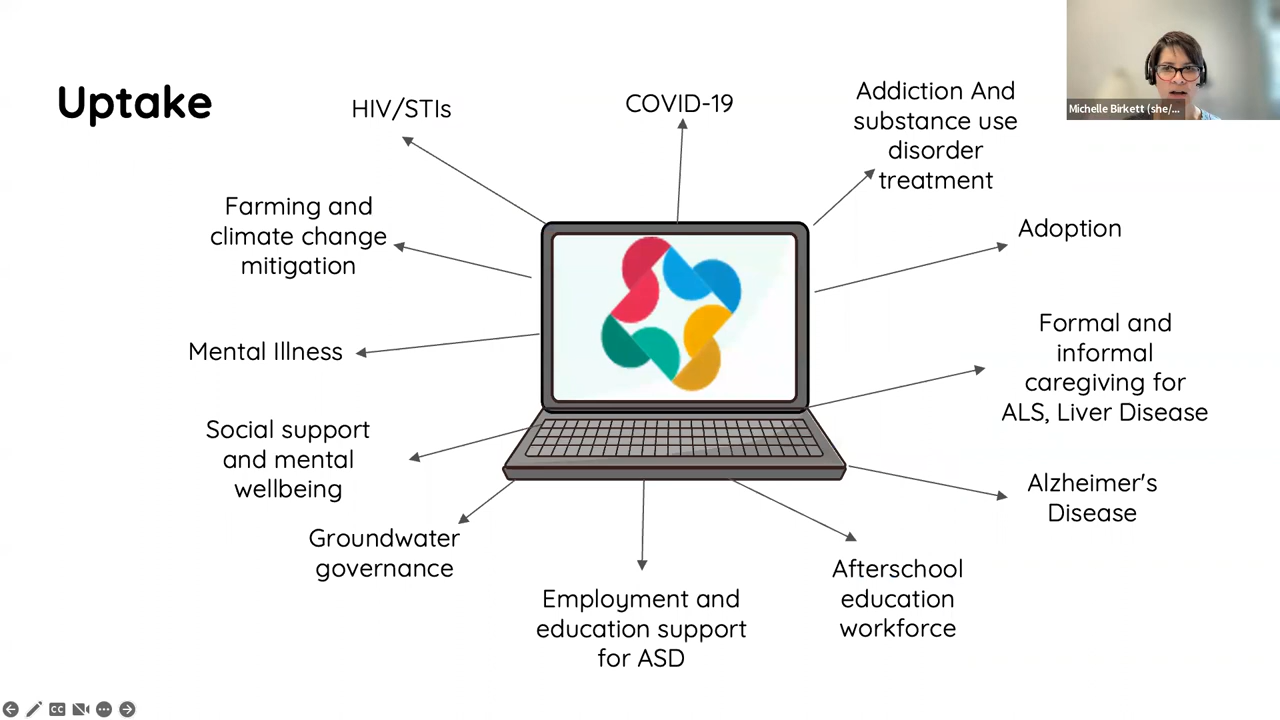 Uptake
HIV/STIs
COVID-19
Addiction And
substance use
disorder
treatment
Michelle Birkett (she/...
Farming and
climate change
mitigation
Adoption
Mental Illness
Formal and
informal
caregiving for
ALS, Liver Disease
Social support
and mental
wellbeing
Alzheimer's
Disease
Groundwater
governance
Employment and
education support
for ASD
Afterschool
education
workforce
CC